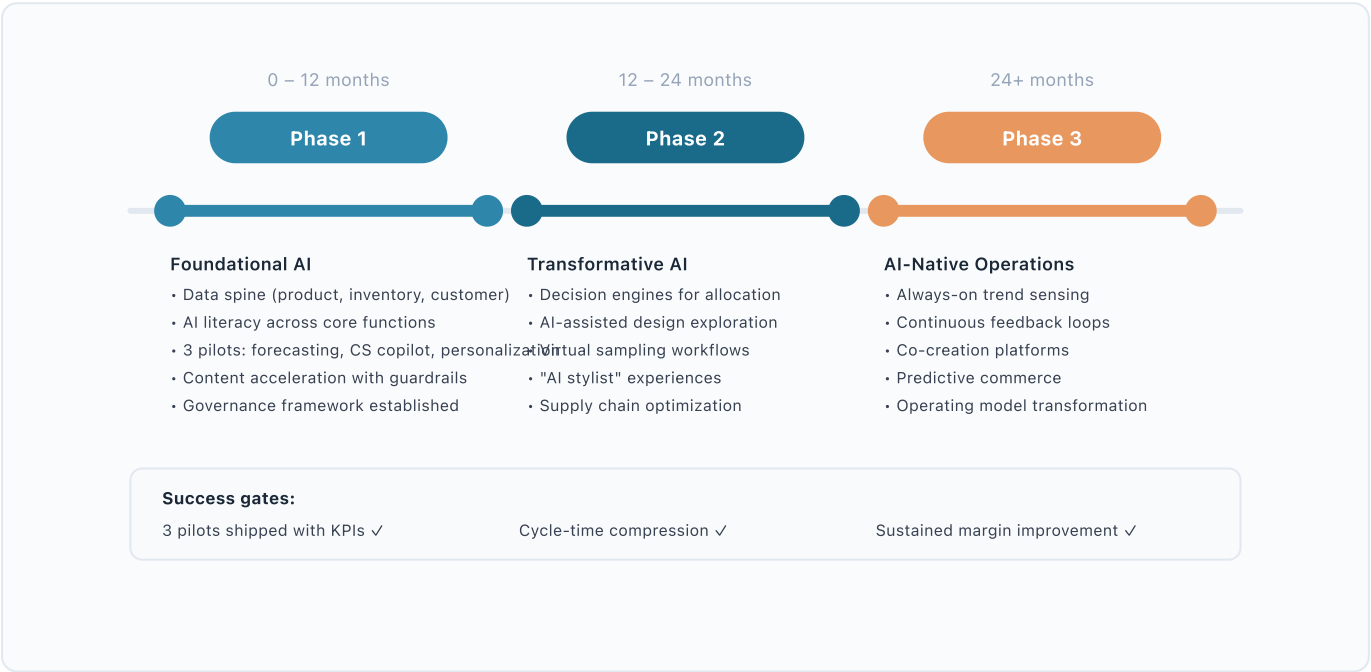 0 – 12 months
12 – 24 months
24+ months
Phase 1
Phase 2
Phase 3
Foundational AI
• Data spine (product, inventory, customer)
• AI literacy across core functions
• 3 pilots: forecasting, CS copilot, personalization
• Content acceleration with guardrails
• Governance framework established
Transformative AI
• Decision engines for allocation
• AI-assisted design exploration
• Virtual sampling workflows
• "AI stylist" experiences
• Supply chain optimization
AI-Native Operations
• Always-on trend sensing
• Continuous feedback loops
• Co-creation platforms
• Predictive commerce
• Operating model transformation
Success gates:
3 pilots shipped with KPIs ✓
Cycle-time compression ✓
Sustained margin improvement ✓